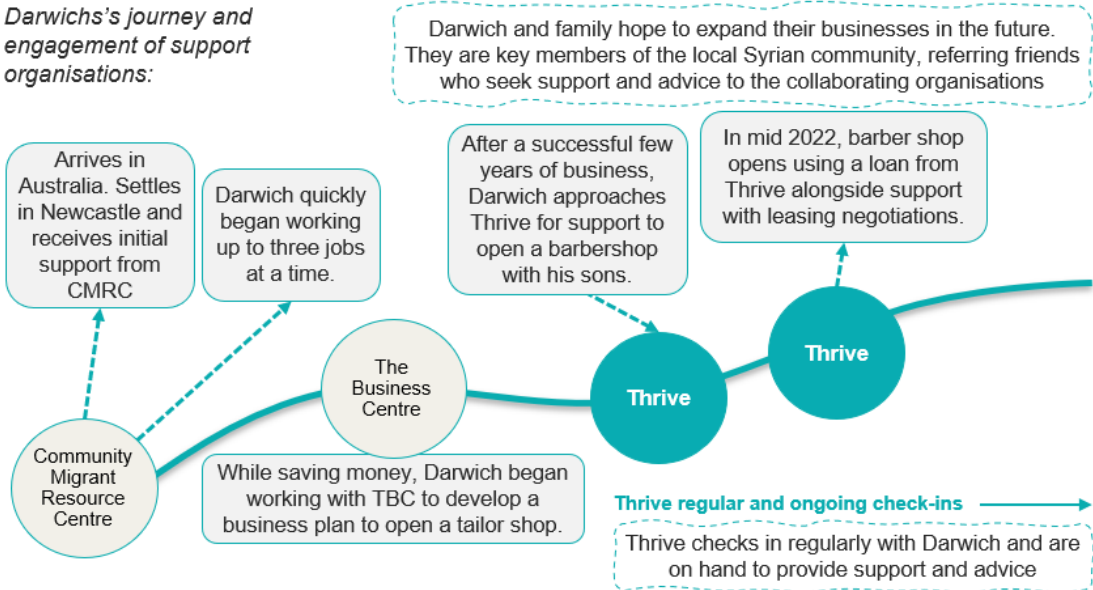 Darwichs's journey and
engagement of support
organisations:
Darwich and family hope to expand their businesses in the future.
They are key members of the local Syrian community, referring friends
who seek support and advice to the collaborating organisations
Arrives in
Australia. Settles
in Newcastle and
receives initial
support from
CMRC
Darwich quickly
began working
up to three jobs
at a time.
After a successful few
years of business,
Darwich approaches
Thrive for support to
open a barbershop
with his sons.
In mid 2022, barber shop
opens using a loan from
Thrive alongside support
with leasing negotiations.
Community
Migrant
Resource
Centre
The
Business
Centre
Thrive
Thrive
While saving money, Darwich began
working with TBC to develop a
business plan to open a tailor shop.
Thrive regular and ongoing check-ins
Thrive checks in regularly with Darwich and are
on hand to provide support and advice